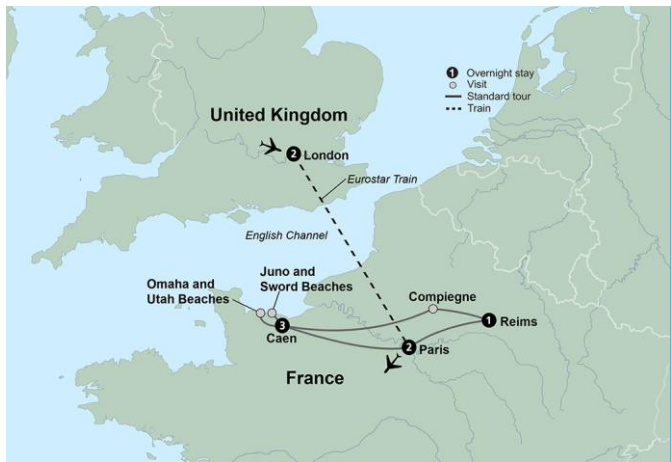 1 Overnight stay
Visit
Standard tour
Train
United Kingdom
2 London
Eurostar Train
English Channel
Omaha and
Utah Beaches
Juno and
Sword Beaches
Compiegne
3
Caen
1 Reims
2 Paris
France